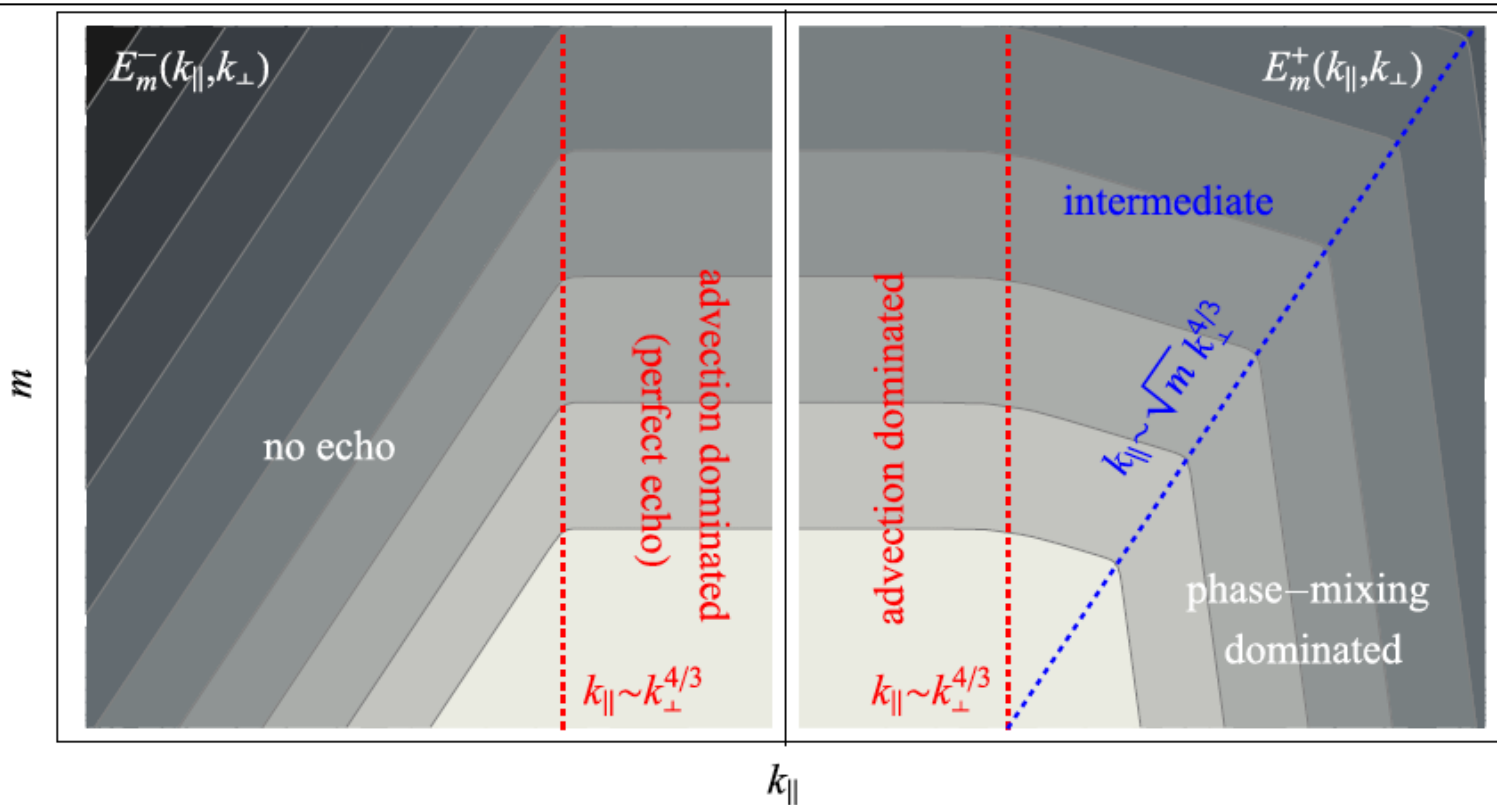 E_m^-(k_∥,k_⊥)
E_m^+(k_∥,k_⊥)
intermediate
advection dominated
(perfect echo)
advection dominated
k_∥~√m k_⊥^{4/3}
no echo
phase−mixing
dominated
k_∥~k_⊥^{4/3}
k_∥~k_⊥^{4/3}
m
k_∥